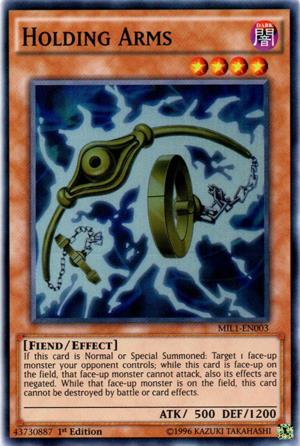 HOLDING ARMS
DARK
闇
MIL1-EN003
[FIEND/EFFECT]
If this card is Normal or Special Summoned: Target 1 face-up
monster your opponent controls; while this card is face-up on
the field, that face-up monster cannot attack, also its effects are
negated. While that face-up monster is on the field, this card
cannot be destroyed by battle or card effects.
ATK/ 500 DEF/1200
43730887 1st Edition ©1996 KAZUKI TAKAHASHI